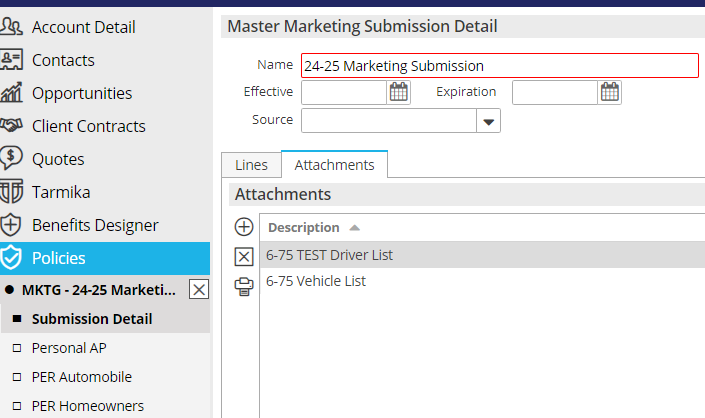 Account Detail
Contacts
Opportunities
Client Contracts
Quotes
Tarmika
Benefits Designer
Policies
MKTG - 24-25 Marketi...
Submission Detail
Personal AP
PER Automobile
PER Homeowners
Master Marketing Submission Detail
Name 24-25 Marketing Submission
Effective Expiration
Source
Lines Attachments
Attachments
Description
6-75 TEST Driver List
6-75 Vehicle List